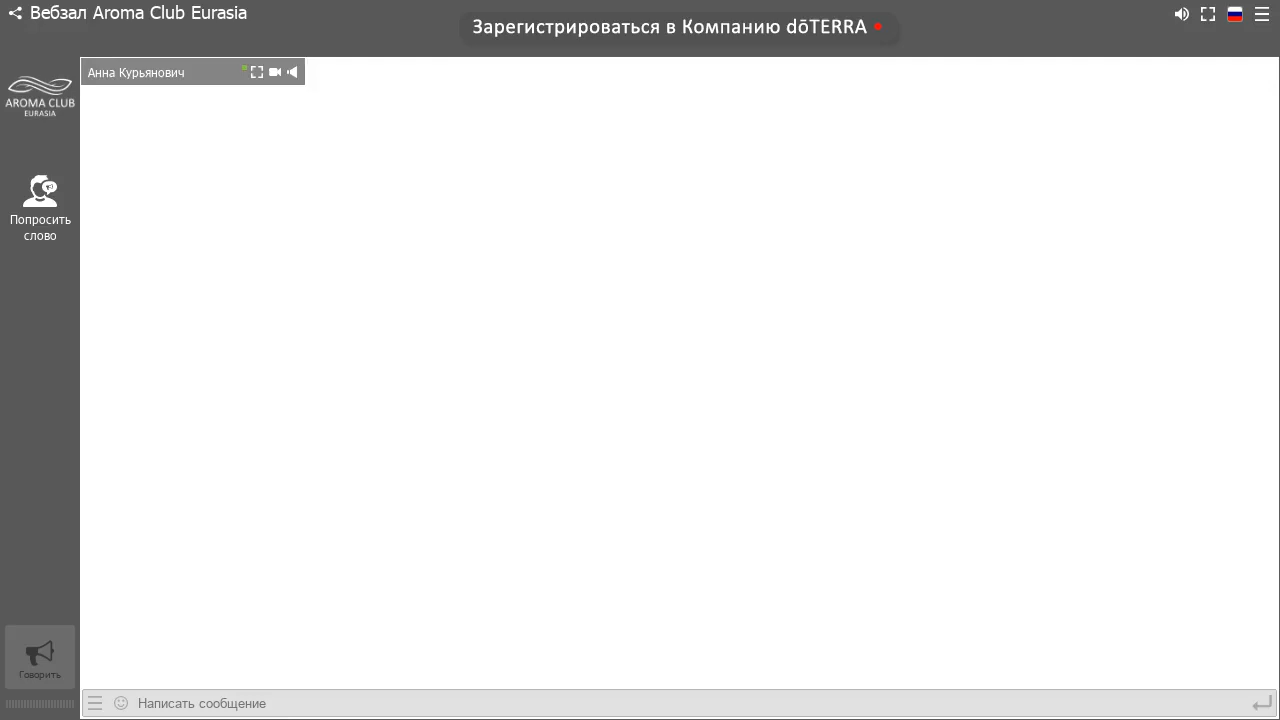 Вебзал Aroma Club Eurasia
Зарегистрироваться в Компанию dōTERRA
Анна Курьянович
AROMA CLUB
EURASIA
Попросить
слово
Говорить
Написать сообщение